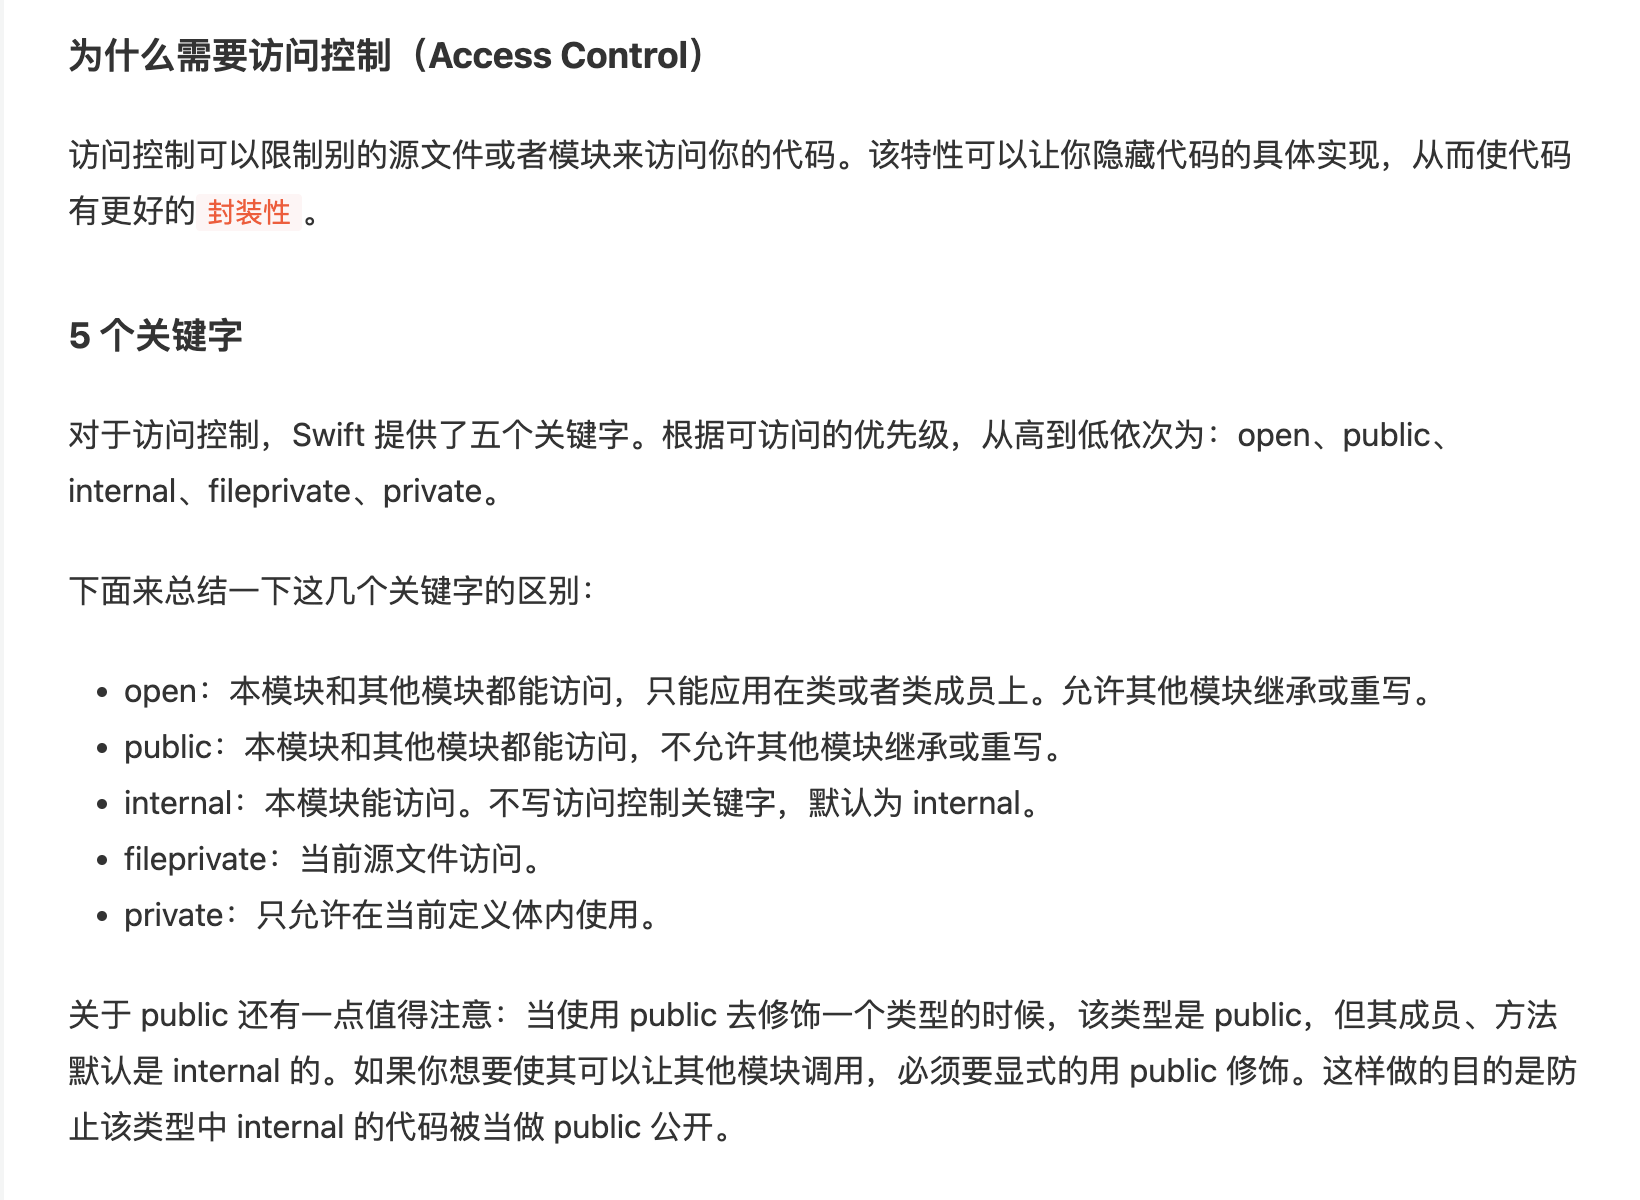 为什么需要访问控制（Access Control）
访问控制可以限制别的源文件或者模块来访问你的代码。该特性可以让你隐藏代码的具体实现，从而使代码
有更好的 封装性 。
5 个关键字
对于访问控制，Swift 提供了五个关键字。根据可访问的优先级，从高到低依次为：open、public、
internal、fileprivate、private。
下面来总结一下这几个关键字的区别：
• open：本模块和其他模块都能访问，只能应用在类或者类成员上。允许其他模块继承或重写。
• public：本模块和其他模块都能访问，不允许其他模块继承或重写。
• internal：本模块能访问。不写访问控制关键字，默认为 internal。
• fileprivate：当前源文件访问。
• private：只允许在当前定义体内使用。
关于 public 还有一点值得注意：当使用 public 去修饰一个类型的时候，该类型是 public，但其成员、方法
默认是 internal 的。如果你想要使其可以让其他模块调用，必须要显式的用 public 修饰。这样做的目的是防
止该类型中 internal 的代码被当做 public 公开。